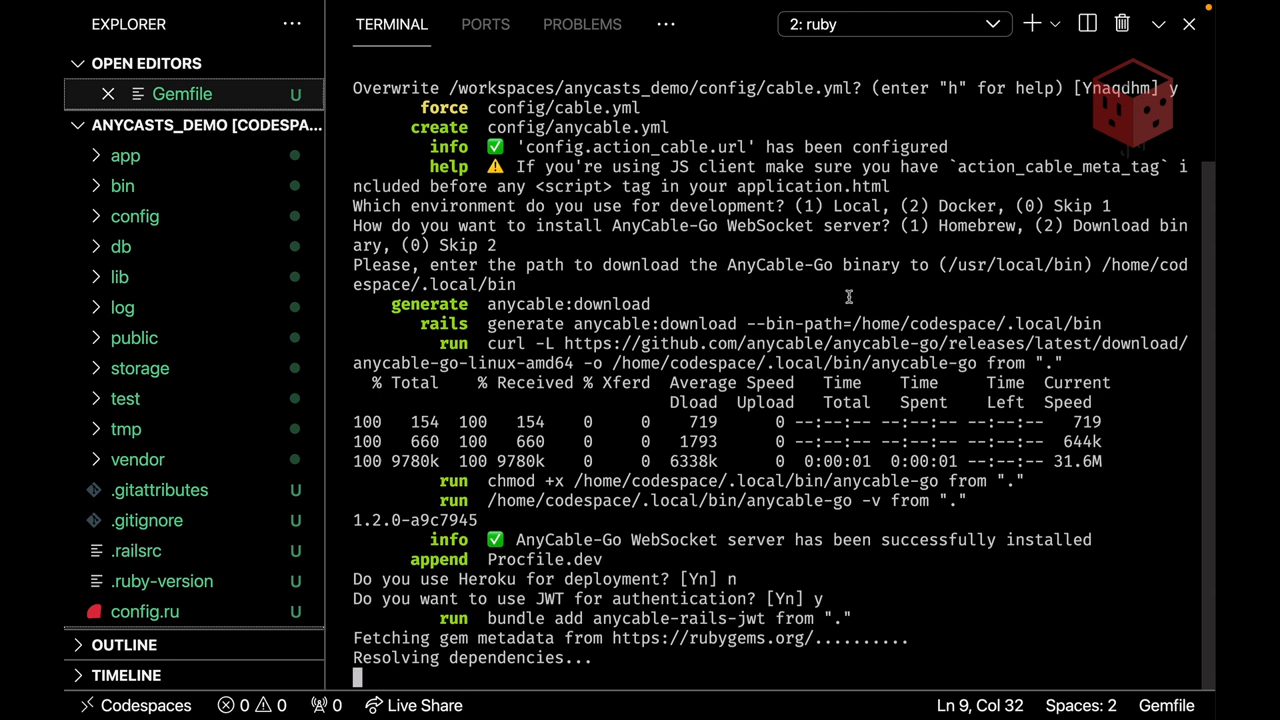 EXPLORER
OPEN EDITORS
Gemfile U
ANYCASTS_DEMO [CODESPA...
app
bin
config
db
lib
log
public
storage
test
tmp
vendor
.gitattributes U
.gitignore U
.railsrc U
.ruby-version U
config.ru U
OUTLINE
TIMELINE
TERMINAL PORTS PROBLEMS ... 2: ruby
Overwrite /workspaces/anycasts_demo/config/cable.yml? (enter "h" for help) [Ynaqdhm] y
force config/cable.yml
create config/anycable.yml
info ✅ 'config.action_cable.url' has been configured
help ⚠️ If you're using JS client make sure you have `action_cable_meta_tag` i
ncluded before any <script> tag in your application.html
Which environment do you use for development? (1) Local, (2) Docker, (0) Skip 1
How do you want to install AnyCable-Go WebSocket server? (1) Homebrew, (2) Download bin
ary, (0) Skip 2
Please, enter the path to download the AnyCable-Go binary to (/usr/local/bin) /home/cod
espace/.local/bin
generate anycable:download
rails generate anycable:download --bin-path=/home/codespace/.local/bin
run curl -L https://github.com/anycable/anycable-go/releases/latest/download/
anycable-go-linux-amd64 -o /home/codespace/.local/bin/anycable-go from "."
% Total % Received % Xferd Average Speed Time Time Time Current
Dload Upload Total Spent Left Speed
100 154 100 154 0 0 719 0 --:--:-- --:--:-- --:--:-- 719
100 660 100 660 0 0 1793 0 --:--:-- --:--:-- --:--:-- 644k
100 9780k 100 9780k 0 0 6338k 0 0:00:01 0:00:01 --:--:-- 31.6M
run chmod +x /home/codespace/.local/bin/anycable-go from "."
run /home/codespace/.local/bin/anycable-go -v from "."
1.2.0-a9c7945
info ✅ AnyCable-Go WebSocket server has been successfully installed
append Procfile.dev
Do you use Heroku for deployment? [Yn] n
Do you want to use JWT for authentication? [Yn] y
run bundle add anycable-rails-jwt from "."
Fetching gem metadata from https://rubygems.org/..........
Resolving dependencies...
Codespaces 0 0 0 Live Share Ln 9, Col 32 Spaces: 2 Gemfile